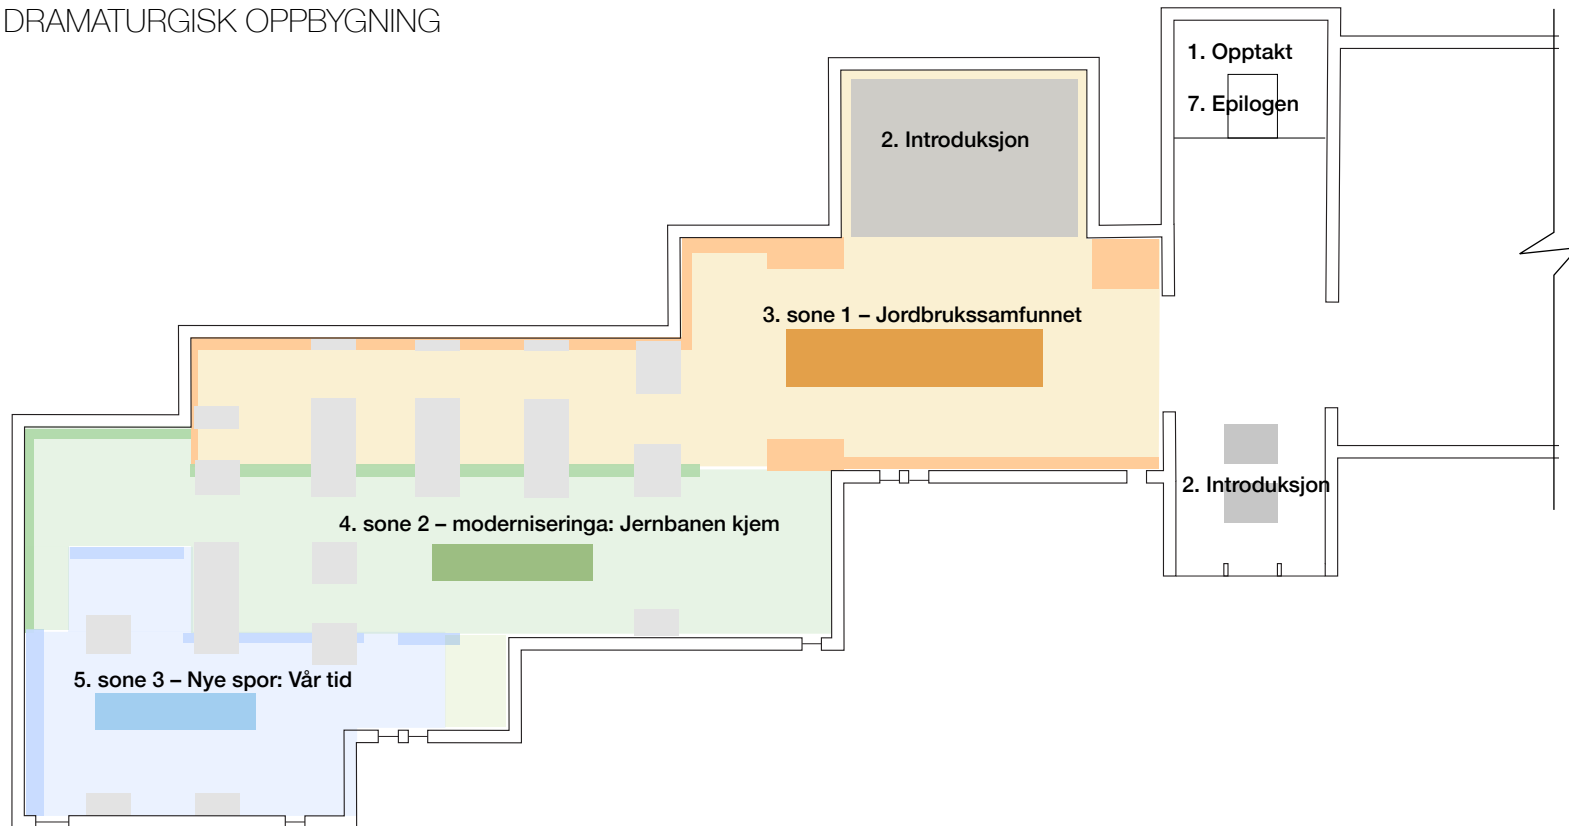 DRAMATURGISK OPPBYGNING
1. Opptakt
7. Epilogen
2. Introduksjon
3. sone 1 – Jordbrukssamfunnet
2. Introduksjon
4. sone 2 – moderniseringa: Jernbanen kjem
5. sone 3 – Nye spor: Vår tid